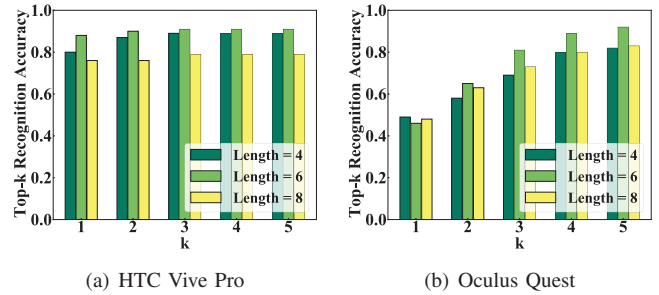 Top-k Recognition Accuracy
1.0
0.8
0.6
0.4
0.2
0.0
Length = 4
Length = 6
Length = 8
1 2 3 4 5
k
(a) HTC Vive Pro
Top-k Recognition Accuracy
1.0
0.8
0.6
0.4
0.2
0.0
Length = 4
Length = 6
Length = 8
1 2 3 4 5
k
(b) Oculus Quest